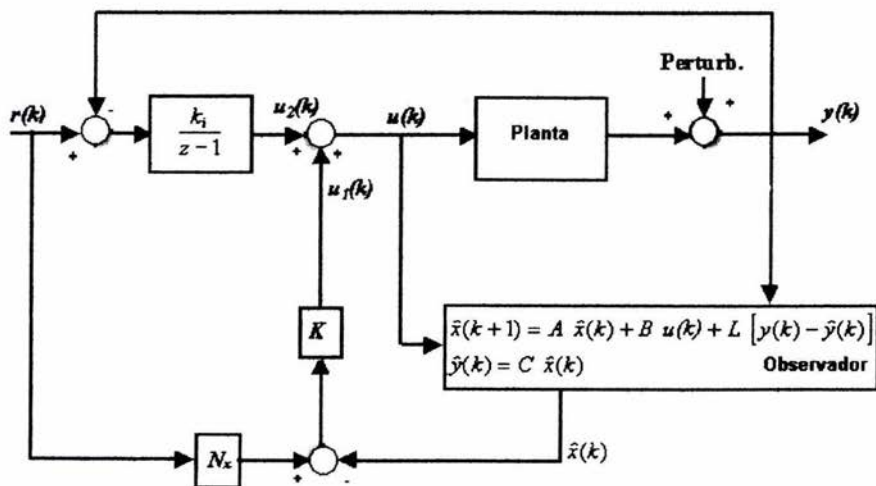 Perturb.
r(k)
+
-
k_i
z − 1
u_2(k)
+
+
u(k)
Planta
+
+
y(k)
u_1(k)
K
x̂(k+1) = A x̂(k) + B u(k) + L [y(k) − ŷ(k)]
ŷ(k) = C x̂(k)
Observador
N_x
+
-
x̂(k)